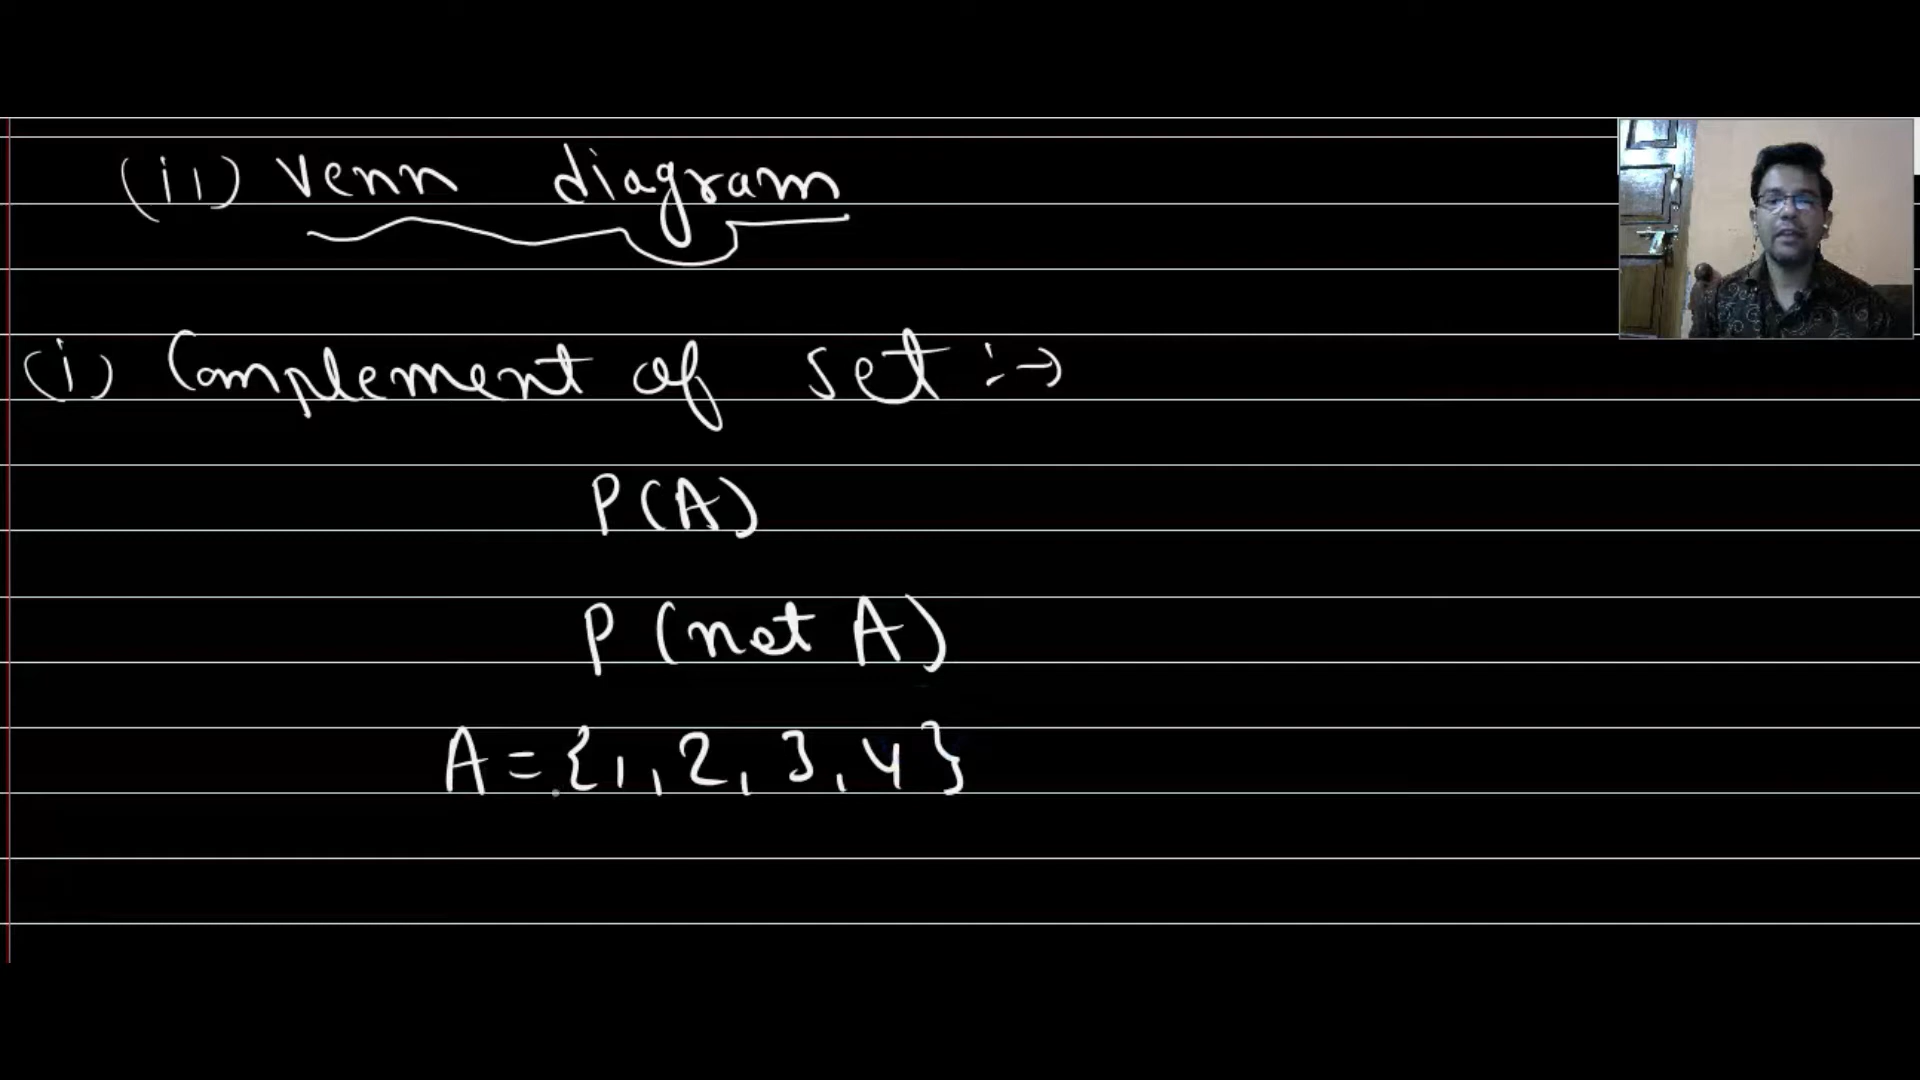 (ii) Venn diagram
(i) Complement of set :→
P(A)
P(not A)
A={1,2,3,4}